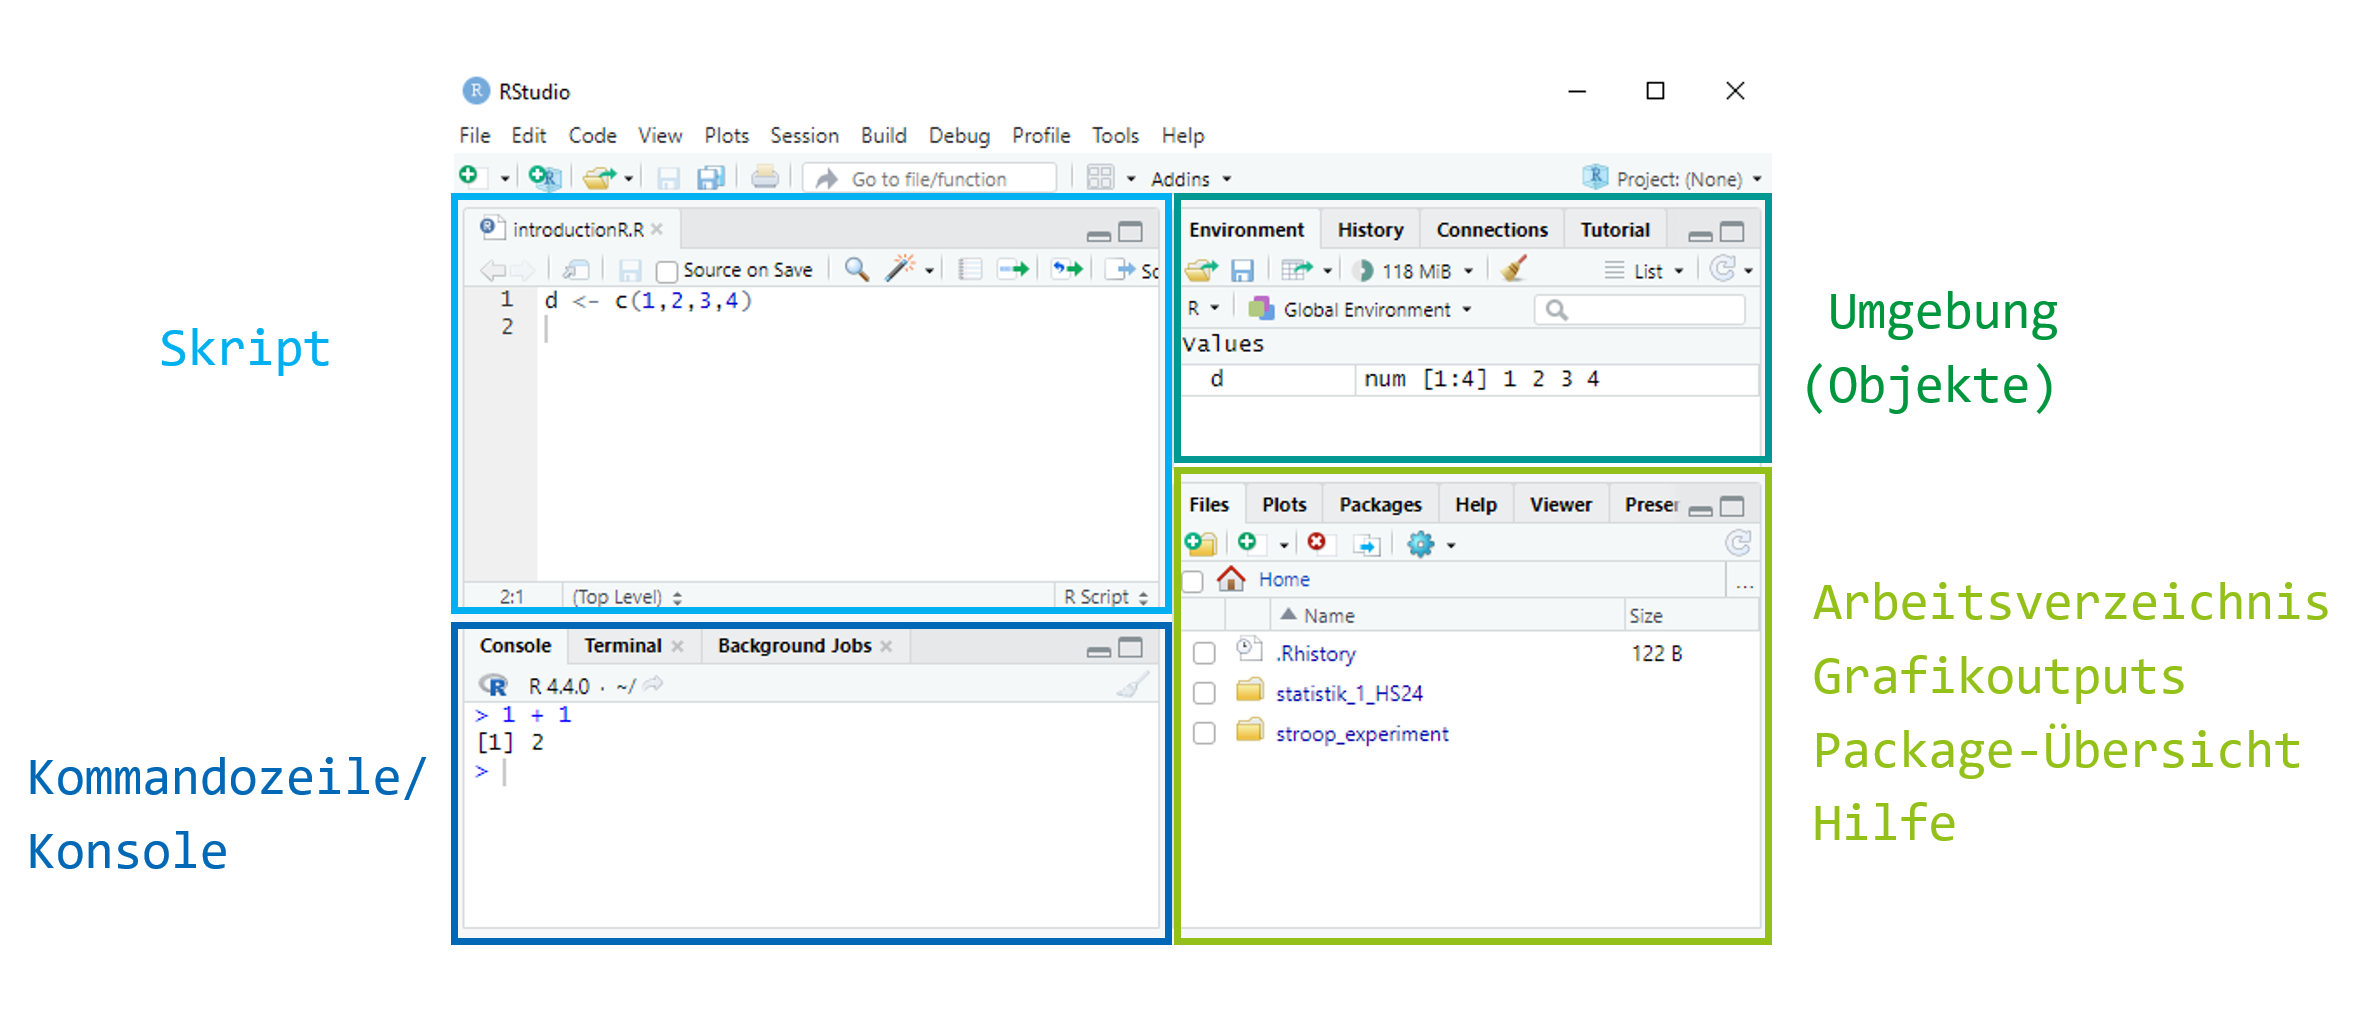 RStudio
File Edit Code View Plots Session Build Debug Profile Tools Help
Go to file/function Addins Project: (None)
introductionR.R
Source on Save
1 d <- c(1,2,3,4)
2
2:1 (Top Level) R Script
Skript
Console Terminal Background Jobs
R 4.4.0 · ~/
> 1 + 1
[1] 2
>
Kommandozeile/
Konsole
Environment History Connections Tutorial
118 MiB List
R Global Environment
Values
d num [1:4] 1 2 3 4
Umgebung
(Objekte)
Files Plots Packages Help Viewer
Home ...
Name Size
.Rhistory 122 B
statistik_1_HS24
stroop_experiment
Arbeitsverzeichnis
Grafikoutputs
Package-Übersicht
Hilfe